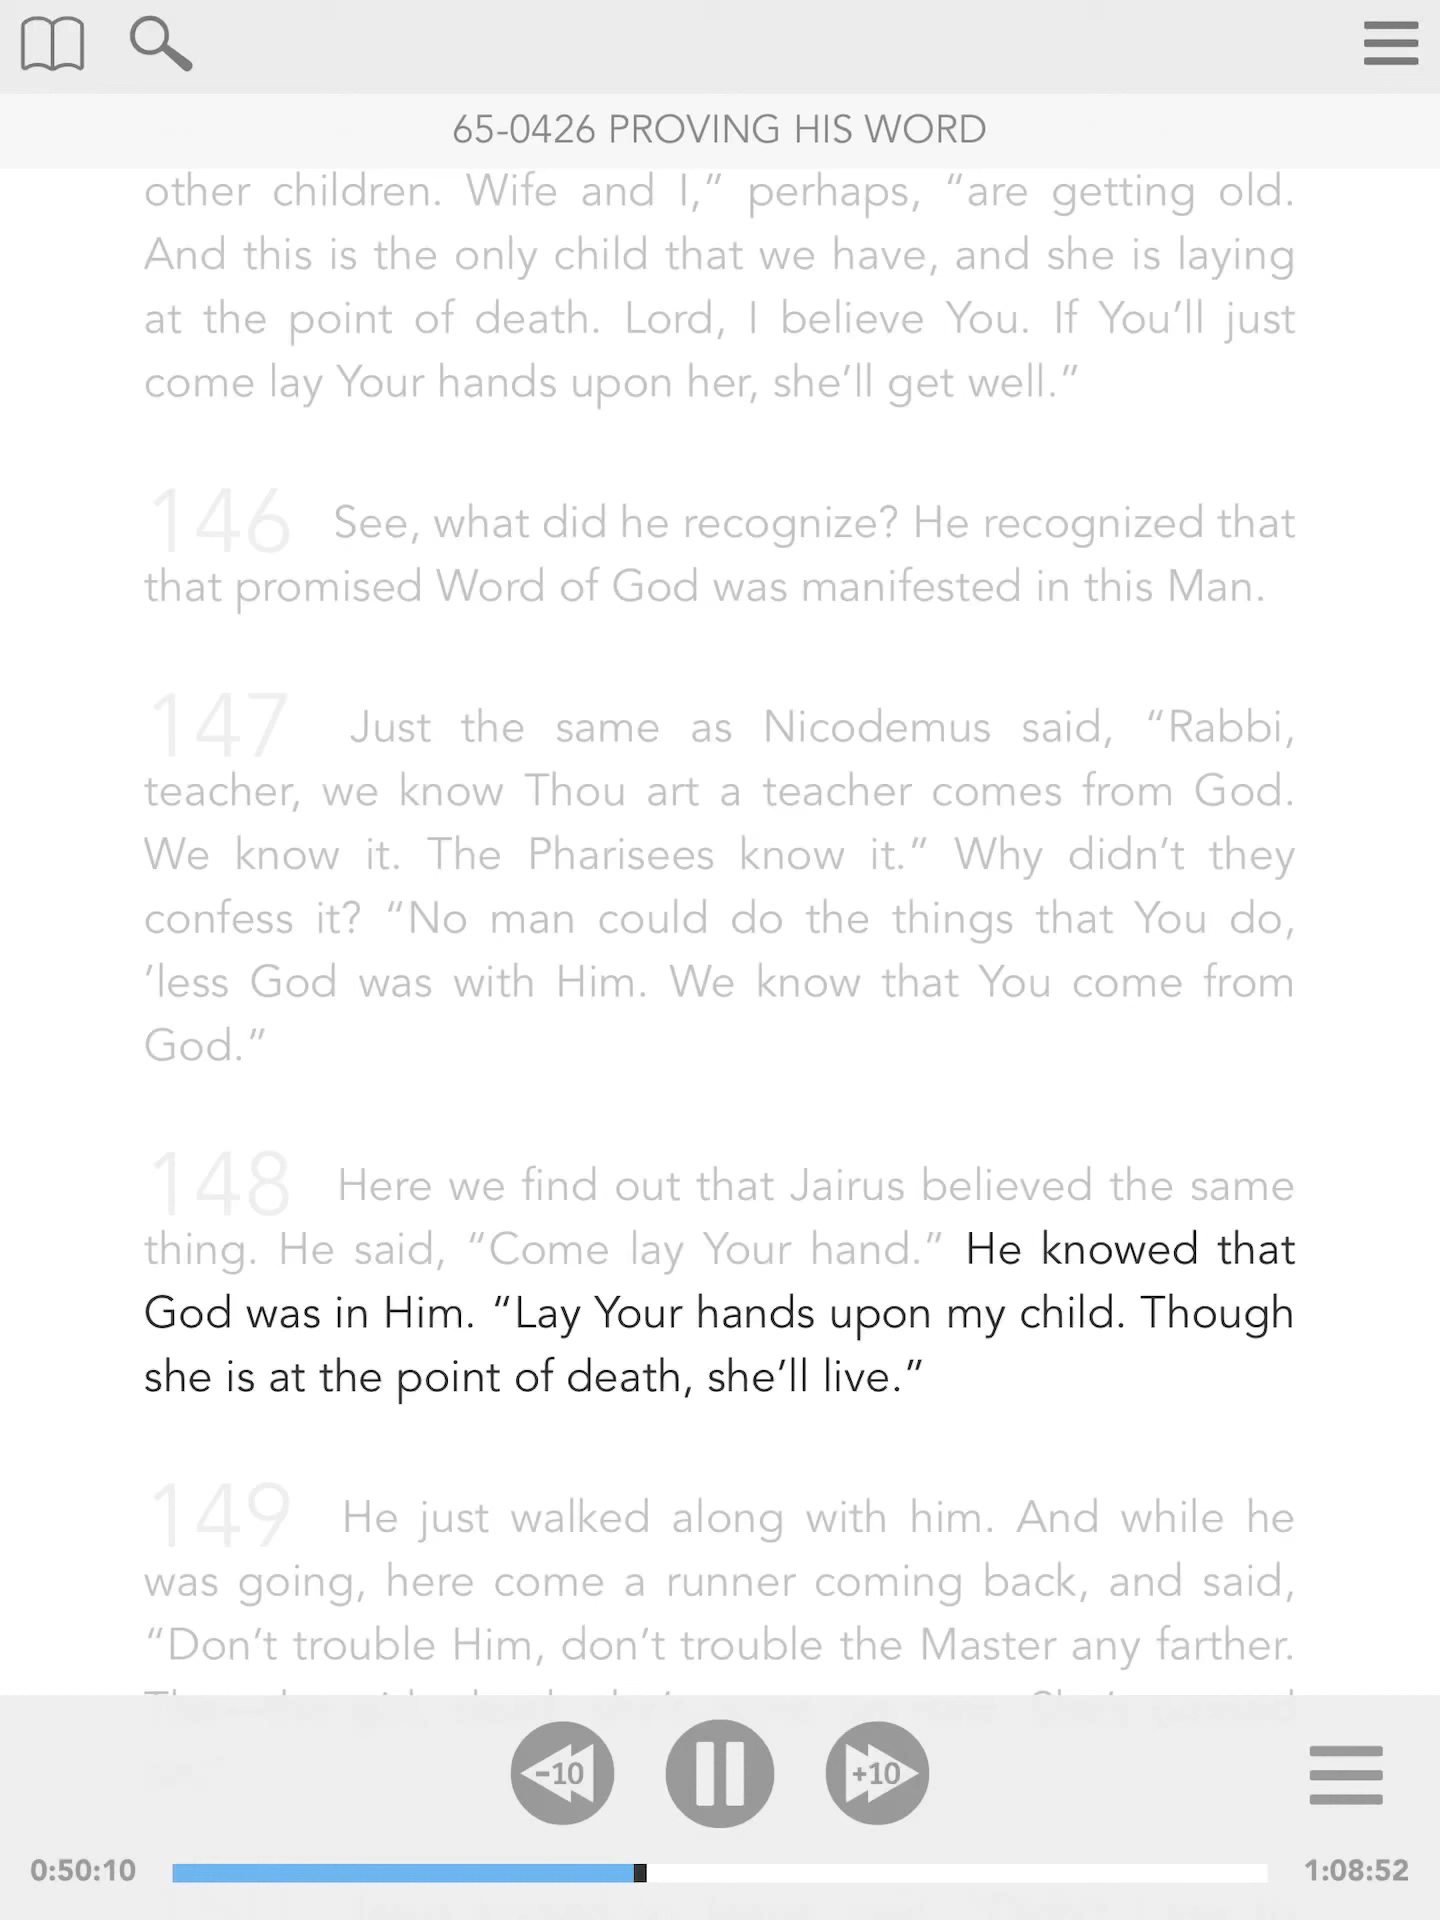 65-0426 PROVING HIS WORD
other children. Wife and I,” perhaps, “are getting old.
And this is the only child that we have, and she is laying
at the point of death. Lord, I believe You. If You’ll just
come lay Your hands upon her, she’ll get well.”
146 See, what did he recognize? He recognized that
that promised Word of God was manifested in this Man.
147 Just the same as Nicodemus said, “Rabbi,
teacher, we know Thou art a teacher comes from God.
We know it. The Pharisees know it.” Why didn’t they
confess it? “No man could do the things that You do,
’less God was with Him. We know that You come from
God.”
148 Here we find out that Jairus believed the same
thing. He said, “Come lay Your hand.” He knowed that
God was in Him. “Lay Your hands upon my child. Though
she is at the point of death, she’ll live.”
149 He just walked along with him. And while he
was going, here come a runner coming back, and said,
“Don’t trouble Him, don’t trouble the Master any farther.
-10 +10
0:50:10 1:08:52